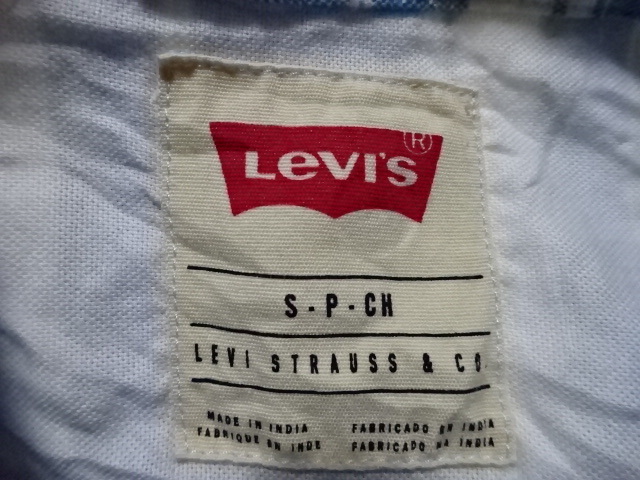 Levi's®
S-P-CH
LEVI STRAUSS & CO
MADE IN INDIA
FABRIQUE EN INDE
FABRICADO EN INDIA
FABRICADO NA INDIA